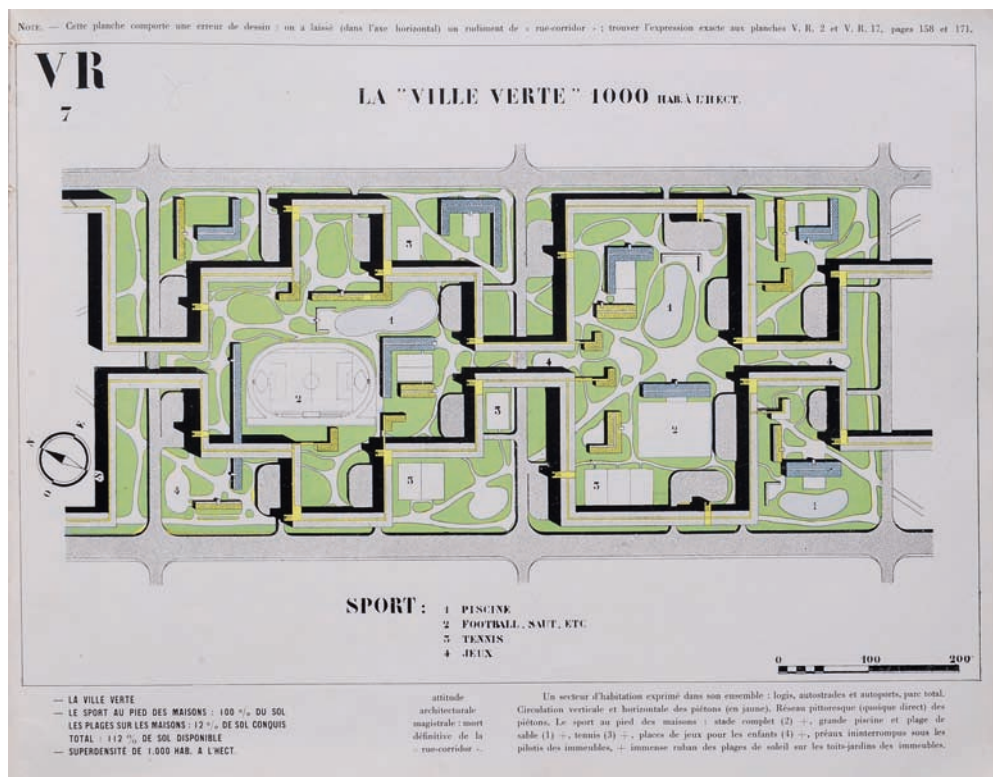 NOTE. — Cette planche comporte une erreur de dessin : on a laissé (dans l'axe horizontal) un rudiment de « rue-corridor » ; trouver l'expression exacte aux planches V. R. 2 et V. R. 17, pages 158 et 171.
VR
7
LA "VILLE VERTE" 1000 HAB. À L'HECT.
3
1
1
4
4
2
3
2
4
3
3
1
N
E
S
O
SPORT : 1 PISCINE
2 FOOTBALL, SAUT, ETC
3 TENNIS
4 JEUX
0 100 200
— LA VILLE VERTE
— LE SPORT AU PIED DES MAISONS : 100 % DU SOL
LES PLAGES SUR LES MAISONS : 12 % DE SOL CONQUIS
TOTAL : 112 % DE SOL DISPONIBLE
— SUPERDENSITÉ DE 1.000 HAB. A L'HECT.
attitude
architecturale
magistrale : mort
définitive de la
« rue-corridor ».
Un secteur d'habitation exprimé dans son ensemble : logis, autostrades et autoports, parc total.
Circulation verticale et horizontale des piétons (en jaune). Réseau pittoresque (quoique direct) des
piétons. Le sport au pied des maisons : stade complet (2) +, grande piscine et plage de
sable (1) +, tennis (3) +, places de jeux pour les enfants (4) +, préaux ininterrompus sous les
pilotis des immeubles, + immense ruban des plages de soleil sur les toits-jardins des immeubles.